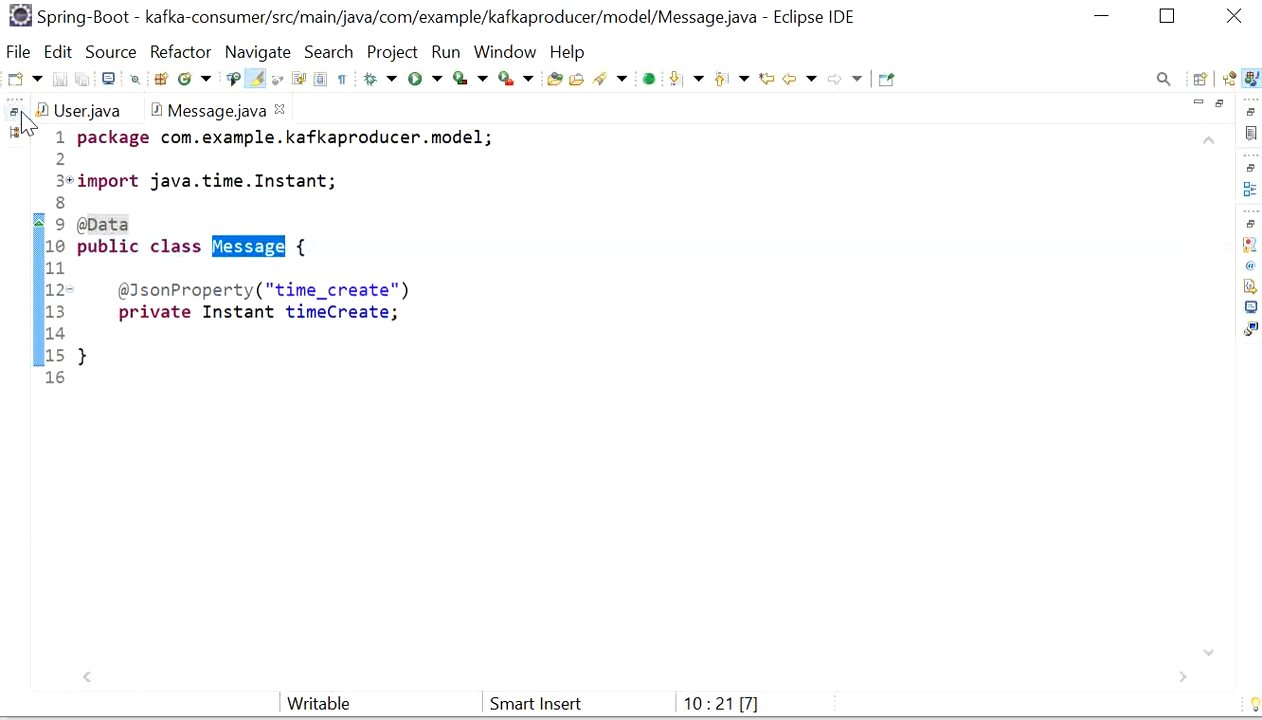 Spring-Boot - kafka-consumer/src/main/java/com/example/kafkaproducer/model/Message.java - Eclipse IDE
File Edit Source Refactor Navigate Search Project Run Window Help
User.java Message.java
1 package com.example.kafkaproducer.model;
2
3 import java.time.Instant;
8
9 @Data
10 public class Message {
11
12 @JsonProperty("time_create")
13 private Instant timeCreate;
14
15 }
16
Writable Smart Insert 10 : 21 [7]